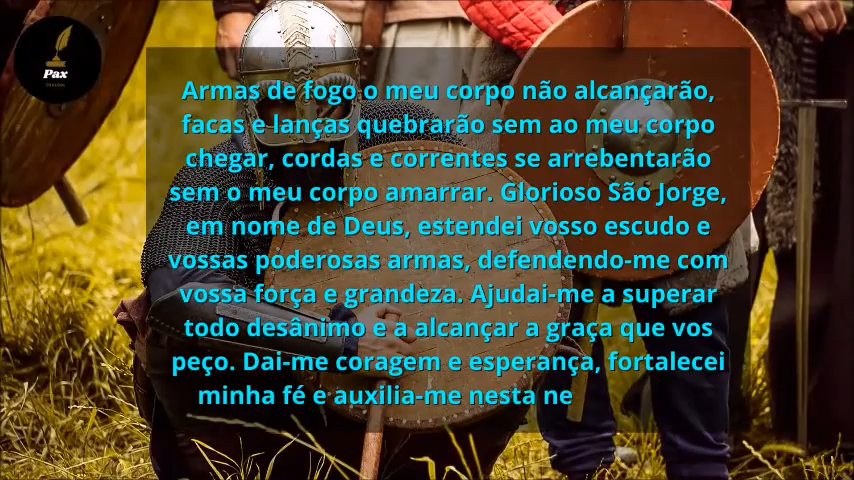 Pax
Armas de fogo o meu corpo não alcançarão,
facas e lanças quebrarão sem ao meu corpo
chegar, cordas e correntes se arrebentarão
sem o meu corpo amarrar. Glorioso São Jorge,
em nome de Deus, estendei vosso escudo e
vossas poderosas armas, defendendo-me com
vossa força e grandeza. Ajudai-me a superar
todo desânimo e a alcançar a graça que vos
peço. Dai-me coragem e esperança, fortalecei
minha fé e auxilia-me nesta ne